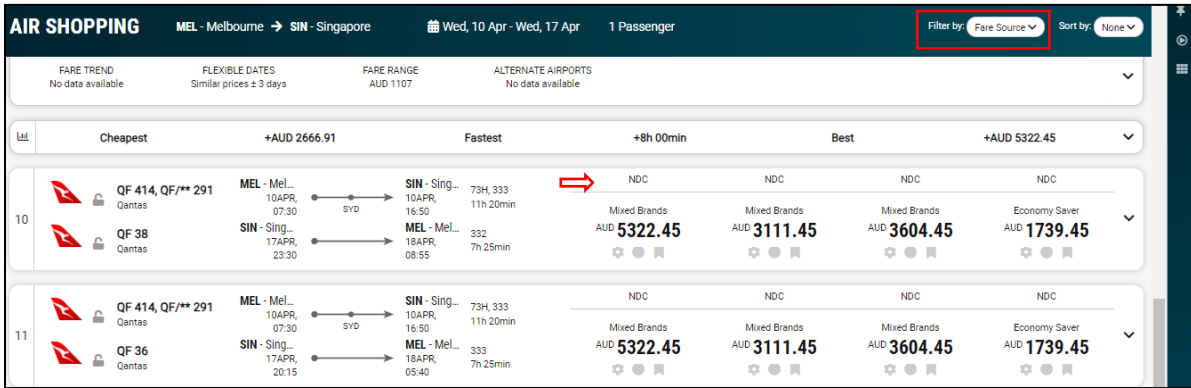 AIR SHOPPING MEL - Melbourne → SIN - Singapore Wed, 10 Apr - Wed, 17 Apr 1 Passenger Filter by: Fare Source Sort by: None
FARE TREND FLEXIBLE DATES FARE RANGE ALTERNATE AIRPORTS
No data available Similar prices ± 3 days AUD 1107 No data available
Cheapest +AUD 2666.91 Fastest +8h 00min Best +AUD 5322.45
10
QF 414, QF/** 291
Qantas
MEL - Mel...
10APR,
07:30
SYD
SIN - Sing...
10APR,
16:50
73H, 333
11h 20min
QF 38
Qantas
SIN - Sing...
17APR,
23:30
MEL - Mel...
18APR,
08:55
332
7h 25min
NDC NDC NDC NDC
Mixed Brands Mixed Brands Mixed Brands Economy Saver
AUD 5322.45 AUD 3111.45 AUD 3604.45 AUD 1739.45
11
QF 414, QF/** 291
Qantas
MEL - Mel...
10APR,
07:30
SYD
SIN - Sing...
10APR,
16:50
73H, 333
11h 20min
QF 36
Qantas
SIN - Sing...
17APR,
20:15
MEL - Mel...
18APR,
05:40
333
7h 25min
NDC NDC NDC NDC
Mixed Brands Mixed Brands Mixed Brands Economy Saver
AUD 5322.45 AUD 3111.45 AUD 3604.45 AUD 1739.45